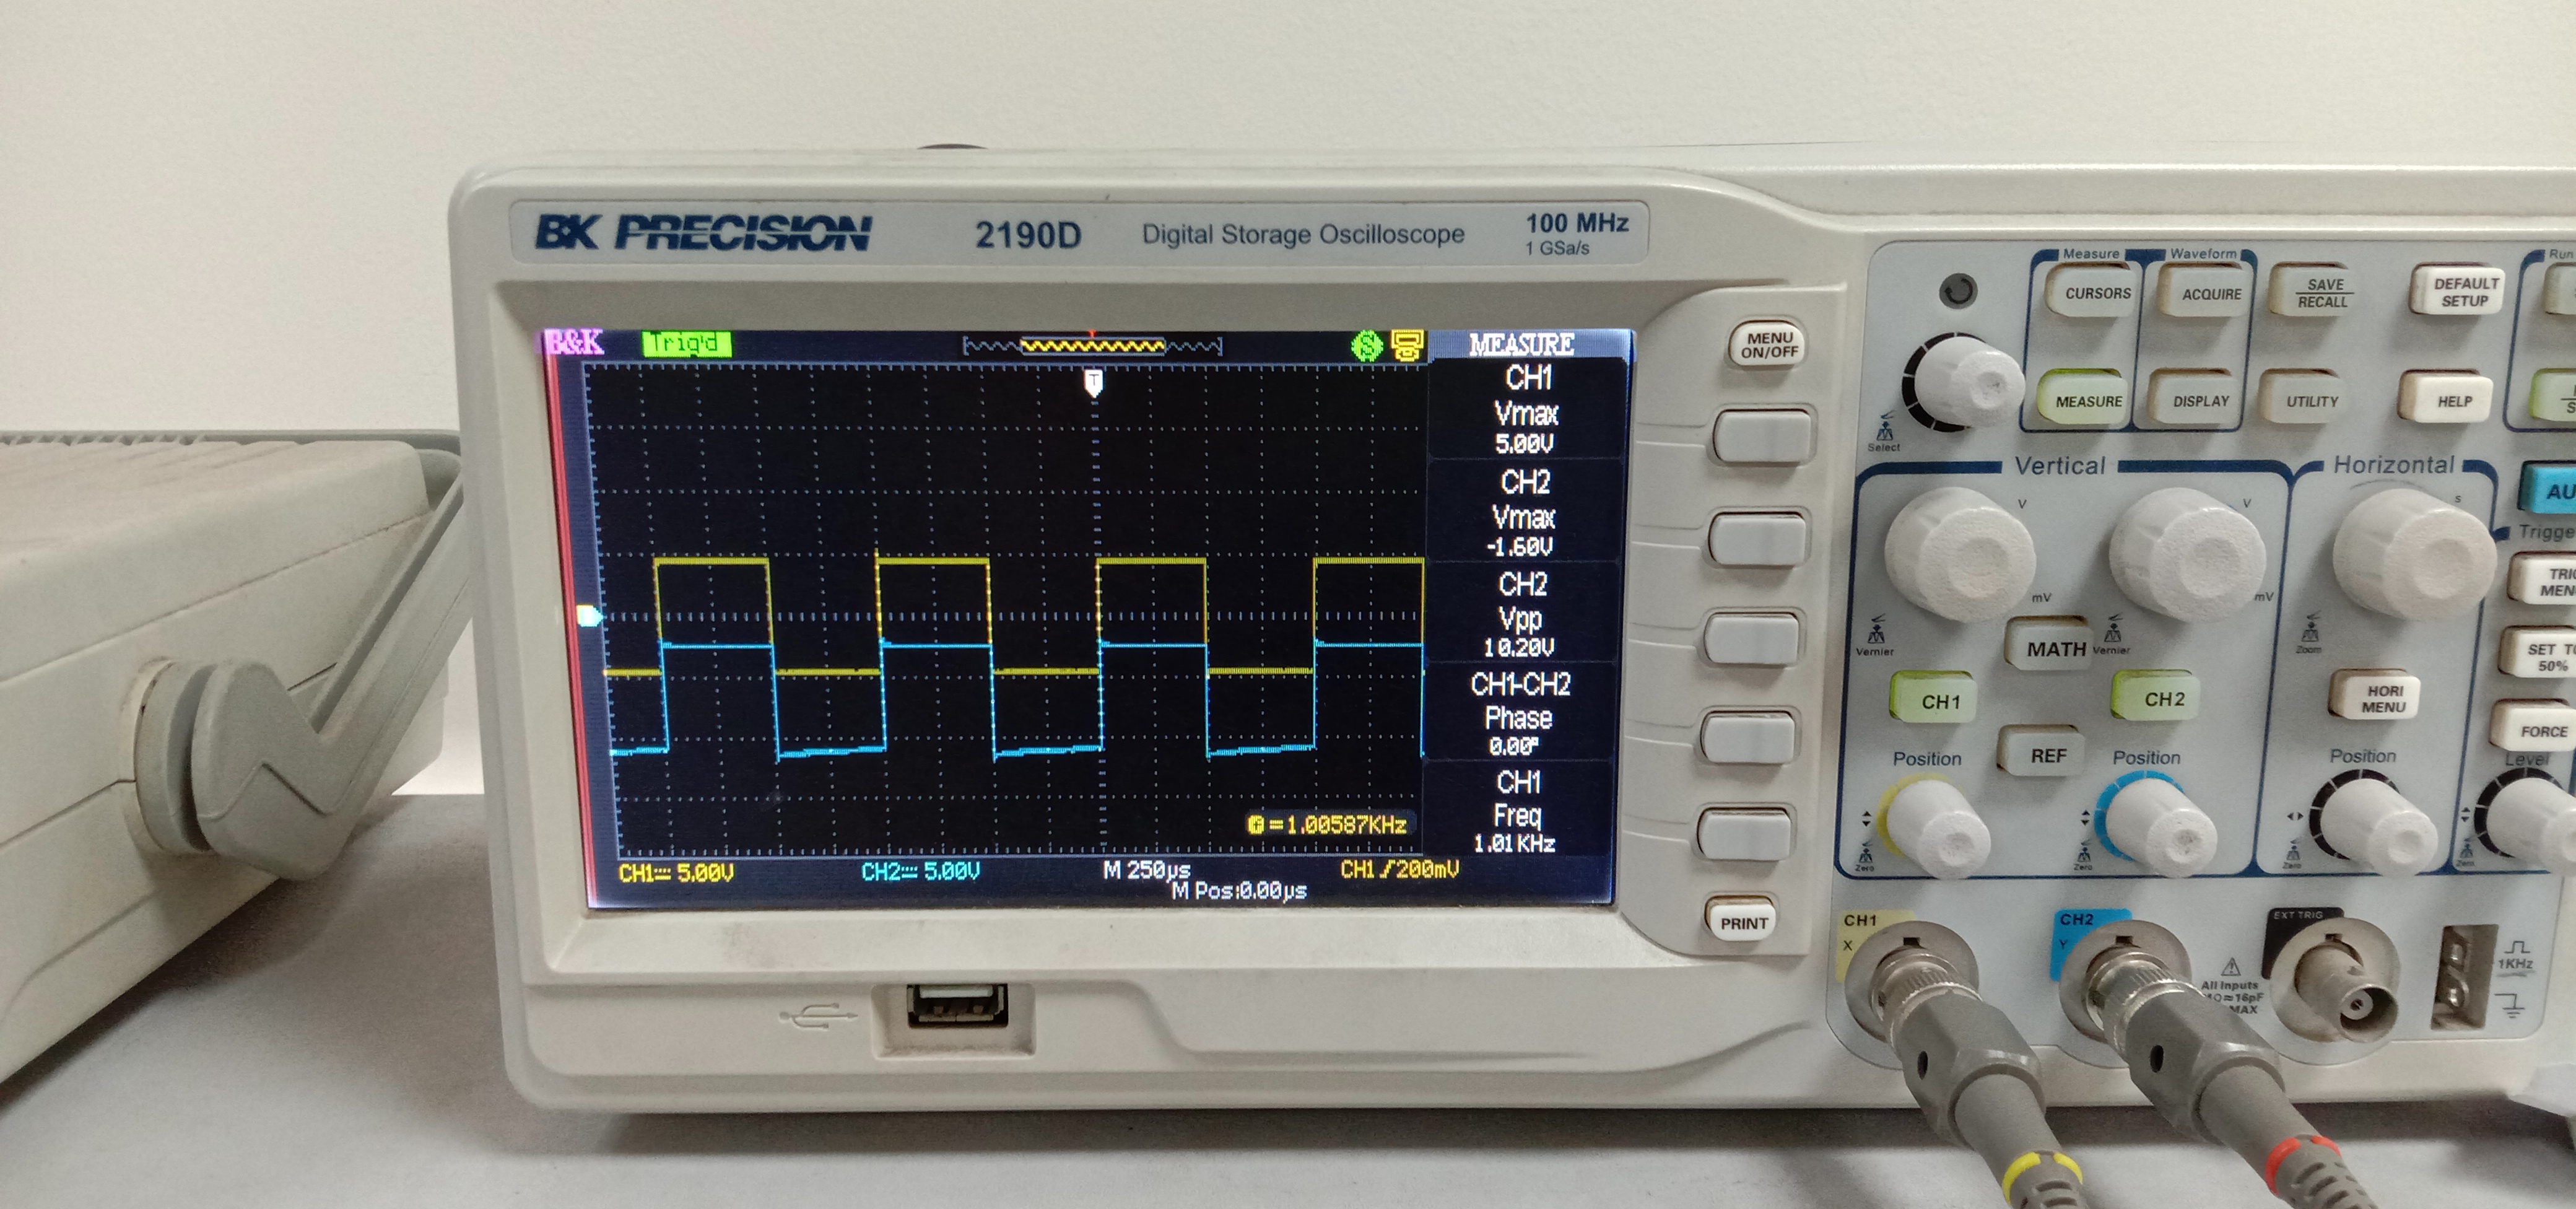 BK PRECISION 2190D Digital Storage Oscilloscope 100 MHz
1 GSa/s
B&K Trig'd
T
S
MEASURE
CH1
Vmax
5.00V
CH2
Vmax
-1.60V
CH2
Vpp
10.20V
CH1-CH2
Phase
0.00°
CH1
Freq
1.01KHz
=1.00587KHz
CH1 5.00V CH2 5.00V M 250µs CH1 /200mV
M Pos:0.00µs
MENU
ON/OFF
PRINT
Measure
Waveform
Run
CURSORS
ACQUIRE
SAVE
RECALL
DEFAULT
SETUP
MEASURE
DISPLAY
UTILITY
HELP
Select
Vertical
Horizontal
AU
Trigge
V
V
s
mV
mV
Vernier
MATH
Vernier
Zoom
TRIG
MEN
SET TO
50%
CH1
CH2
HORI
MENU
FORCE
REF
Position
Position
Position
Level
Zero
Zero
Zero
Zero
CH1
X
CH2
Y
EXT TRIG
All Inputs
≈16pF
MAX
1KHz